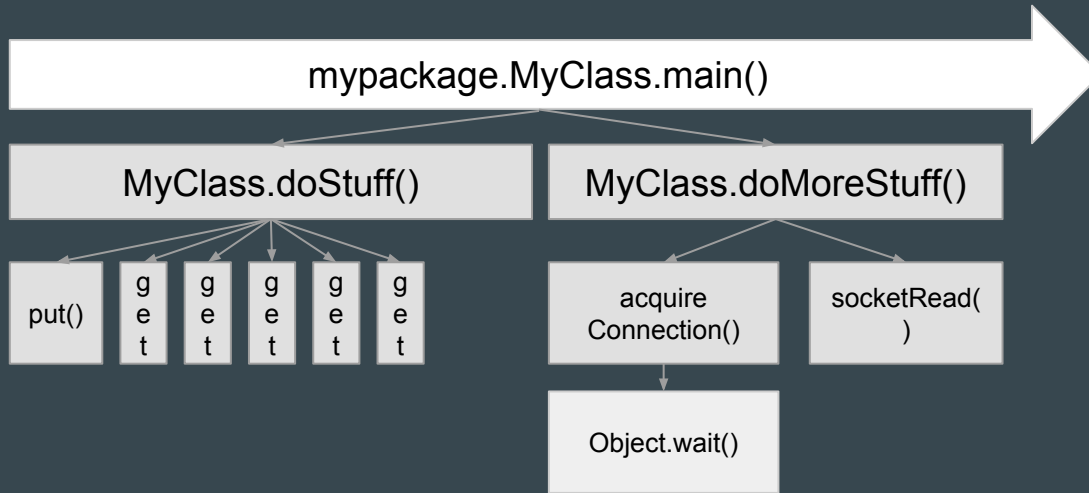 mypackage.MyClass.main()
MyClass.doStuff()
MyClass.doMoreStuff()
put()
g
e
t
g
e
t
g
e
t
g
e
t
g
e
t
acquire
Connection()
socketRead(
)
Object.wait()